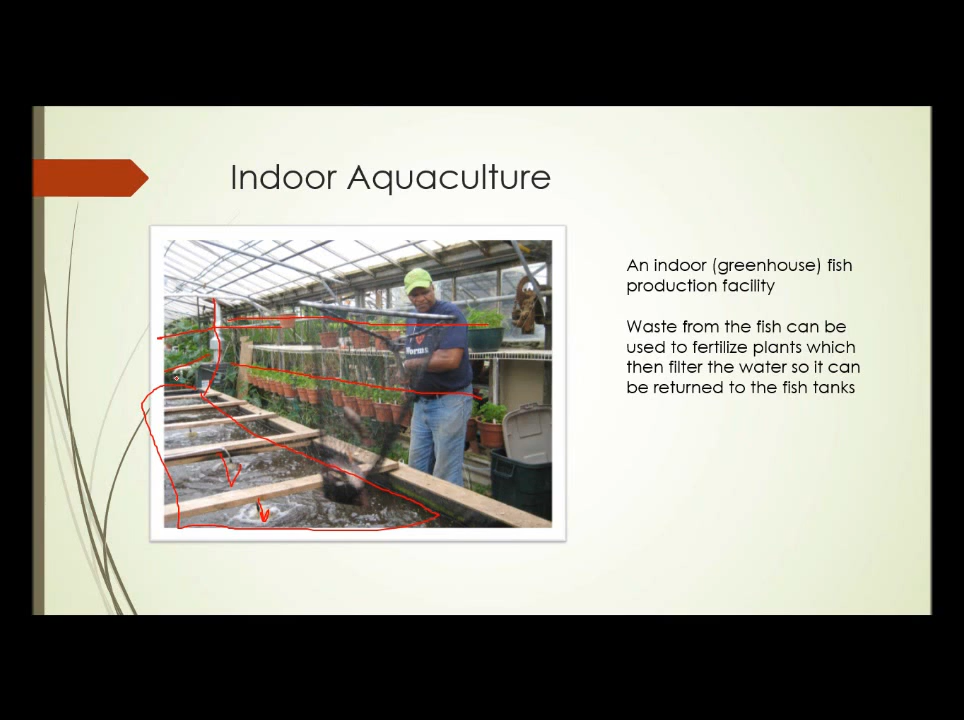 Indoor Aquaculture
An indoor (greenhouse) fish
production facility
Waste from the fish can be
used to fertilize plants which
then filter the water so it can
be returned to the fish tanks